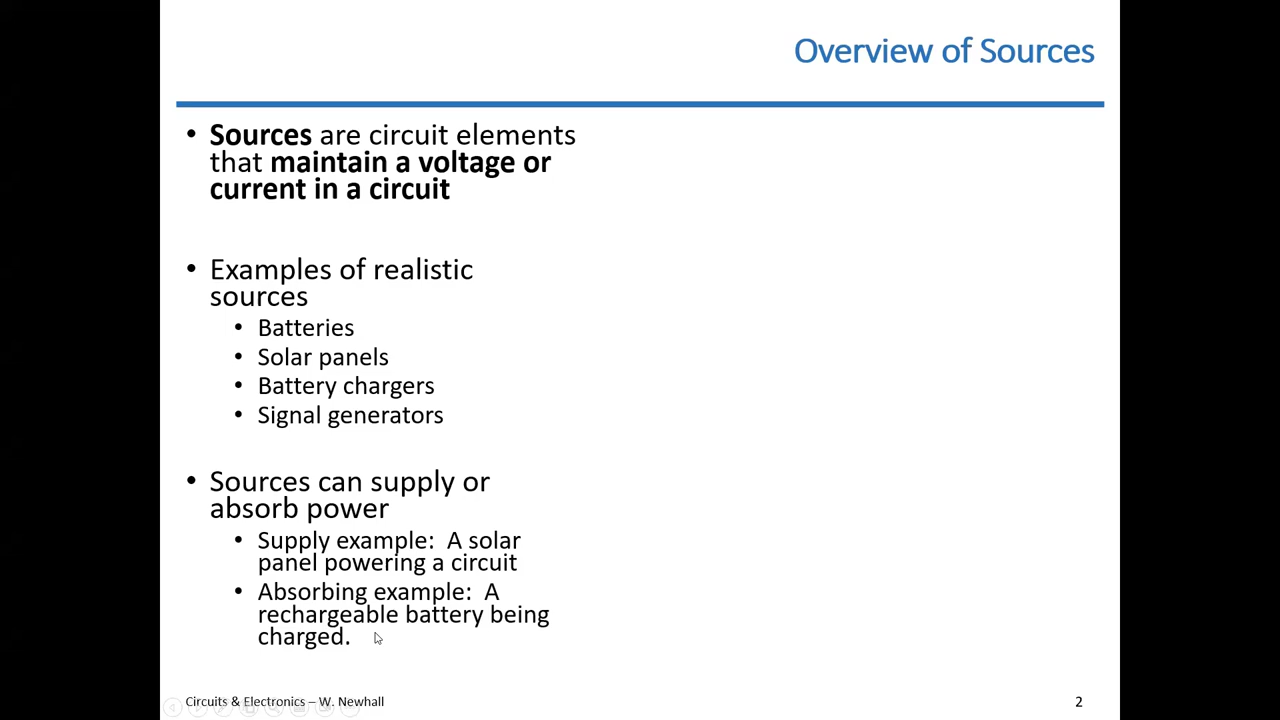 Overview of Sources
• Sources are circuit elements
that maintain a voltage or
current in a circuit
• Examples of realistic
sources
• Batteries
• Solar panels
• Battery chargers
• Signal generators
• Sources can supply or
absorb power
• Supply example:  A solar
panel powering a circuit
• Absorbing example:  A
rechargeable battery being
charged.
Circuits & Electronics – W. Newhall
2